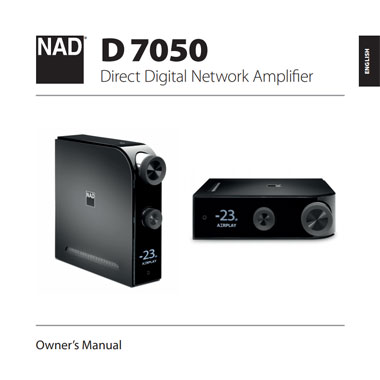 NAD
D 7050
Direct Digital Network Amplifier
ENGLISH
NAD
-23.
AIRPLAY
-23.
AIRPLAY
Owner's Manual